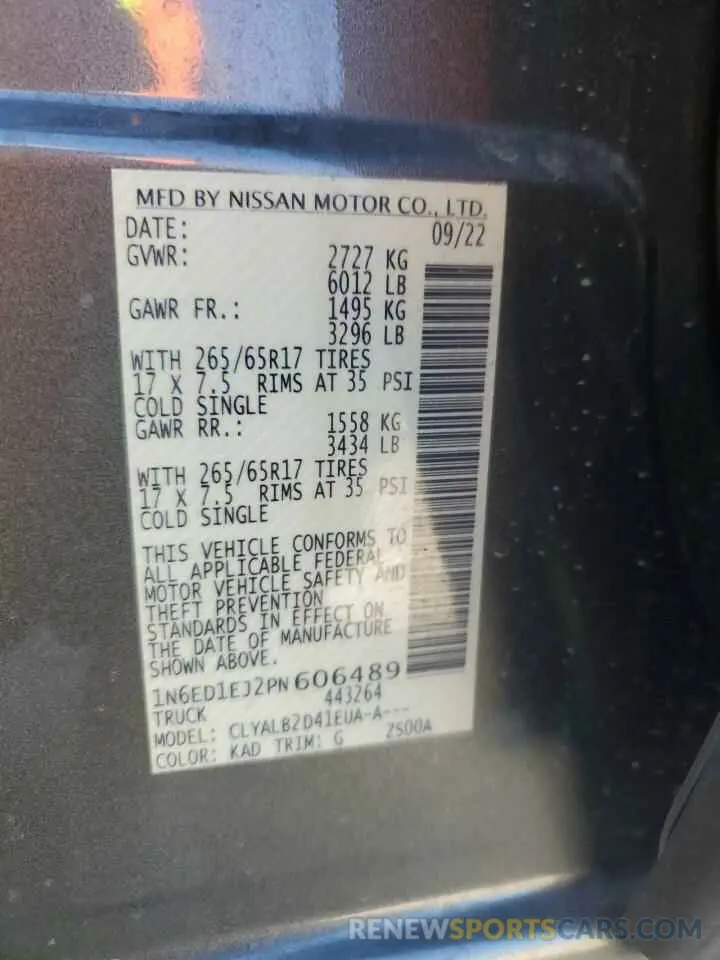 MFD BY NISSAN MOTOR CO., LTD.
DATE: 09/22
GVWR: 2727 KG
6012 LB
GAWR FR.: 1495 KG
3296 LB
WITH 265/65R17 TIRES
17 X 7.5 RIMS AT 35 PSI
COLD SINGLE
GAWR RR.: 1558 KG
3434 LB
WITH 265/65R17 TIRES
17 X 7.5 RIMS AT 35 PSI
COLD SINGLE
THIS VEHICLE CONFORMS TO
ALL APPLICABLE FEDERAL
MOTOR VEHICLE SAFETY AND
THEFT PREVENTION
STANDARDS IN EFFECT ON
THE DATE OF MANUFACTURE
SHOWN ABOVE.
1N6ED1EJ2PN606489
TRUCK 443264
MODEL: CLYALB2D41EUA-A---
COLOR: KAD TRIM: G 2S00A
RENEWSPORTSCARS.COM